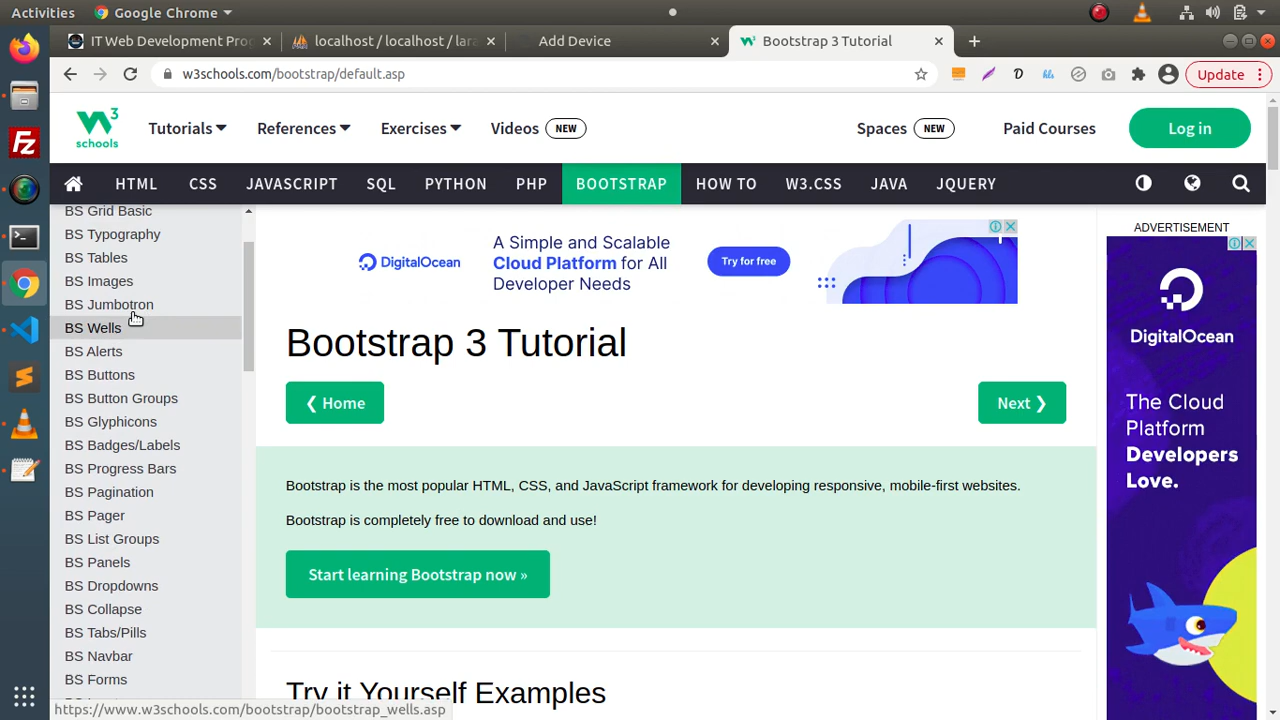 Activities
Google Chrome
IT Web Development Pro
localhost / localhost / la
Add Device
Bootstrap 3 Tutorial
w3schools.com/bootstrap/default.asp
Update
schools
Tutorials
References
Exercises
Videos NEW
Spaces NEW
Paid Courses
Log in
HTML
CSS
JAVASCRIPT
SQL
PYTHON
PHP
BOOTSTRAP
HOW TO
W3.CSS
JAVA
JQUERY
BS Grid Basic
BS Typography
BS Tables
BS Images
BS Jumbotron
BS Wells
BS Alerts
BS Buttons
BS Button Groups
BS Glyphicons
BS Badges/Labels
BS Progress Bars
BS Pagination
BS Pager
BS List Groups
BS Panels
BS Dropdowns
BS Collapse
BS Tabs/Pills
BS Navbar
BS Forms
https://www.w3schools.com/bootstrap/bootstrap_wells.asp
DigitalOcean
A Simple and Scalable
Cloud Platform for All
Developer Needs
Try for free
Bootstrap 3 Tutorial
❮ Home
Next ❯
Bootstrap is the most popular HTML, CSS, and JavaScript framework for developing responsive, mobile-first websites.
Bootstrap is completely free to download and use!
Start learning Bootstrap now »
Try it Yourself Examples
ADVERTISEMENT
DigitalOcean
The Cloud
Platform
Developers
Love.